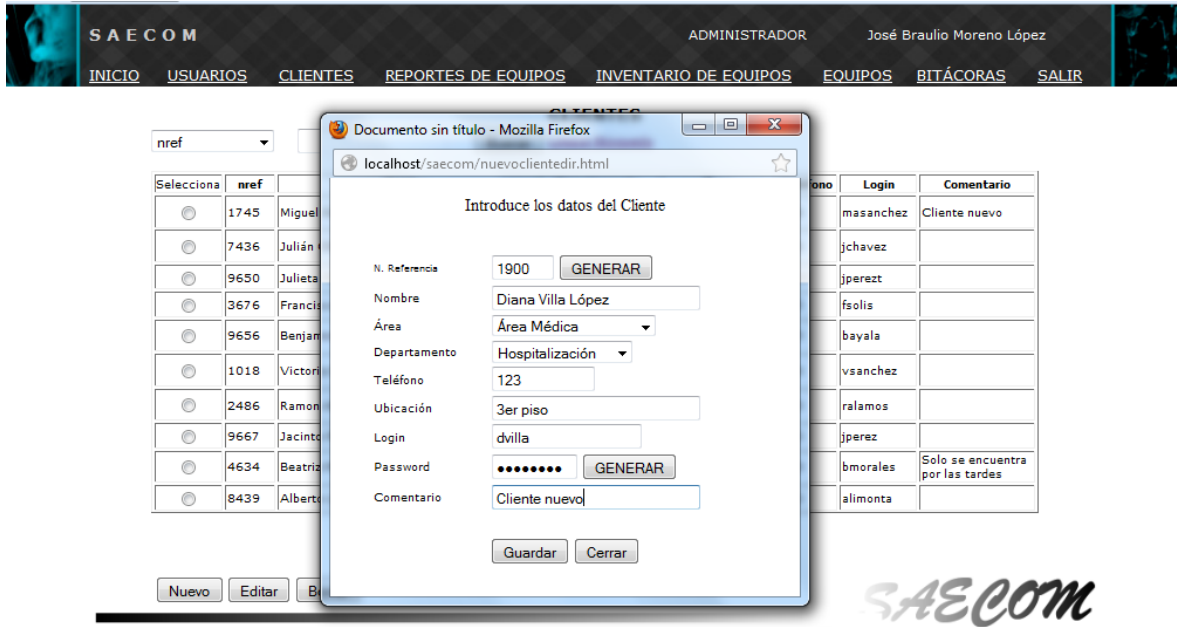 SAECOM ADMINISTRADOR José Braulio Moreno López
INICIO USUARIOS CLIENTES REPORTES DE EQUIPOS INVENTARIO DE EQUIPOS EQUIPOS BITÁCORAS SALIR
CLIENTES
nref
Selecciona nref Login Comentario
1745 Miguel masanchez Cliente nuevo
7436 Julián jchavez
9650 Julieta jperezt
3676 fsolis
9656 bayala
1018 vsanchez
2486 Ramon ralamos
9667 jperez
4634 bmorales Solo se encuentra
por las tardes
8439 alimonta
Nuevo Editar
Documento sin título - Mozilla Firefox
localhost/saecom/nuevoclientedir.html
Introduce los datos del Cliente
N. Referencia 1900 GENERAR
Nombre Diana Villa López
Área Área Médica
Departamento Hospitalización
Teléfono 123
Ubicación 3er piso
Login dvilla
Password •••••••• GENERAR
Comentario Cliente nuevo
Guardar Cerrar
SAECOM